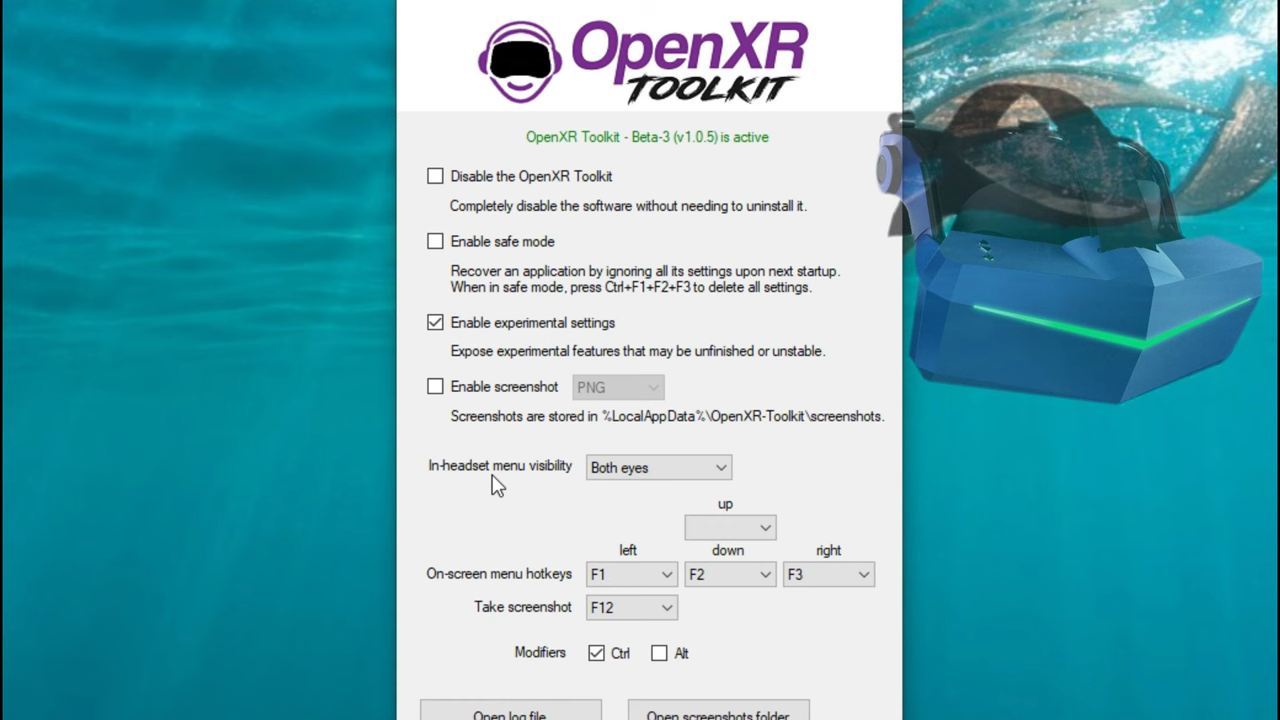 OpenXR
TOOLKIT
OpenXR Toolkit - Beta-3 (v1.0.5) is active
Disable the OpenXR Toolkit
Completely disable the software without needing to uninstall it.
Enable safe mode
Recover an application by ignoring all its settings upon next startup.
When in safe mode, press Ctrl+F1+F2+F3 to delete all settings.
Enable experimental settings
Expose experimental features that may be unfinished or unstable.
Enable screenshot PNG
Screenshots are stored in %LocalAppData%\OpenXR-Toolkit\screenshots.
In-headset menu visibility Both eyes
up
left down right
On-screen menu hotkeys F1 F2 F3
Take screenshot F12
Modifiers Ctrl Alt
Open log file Open screenshots folder